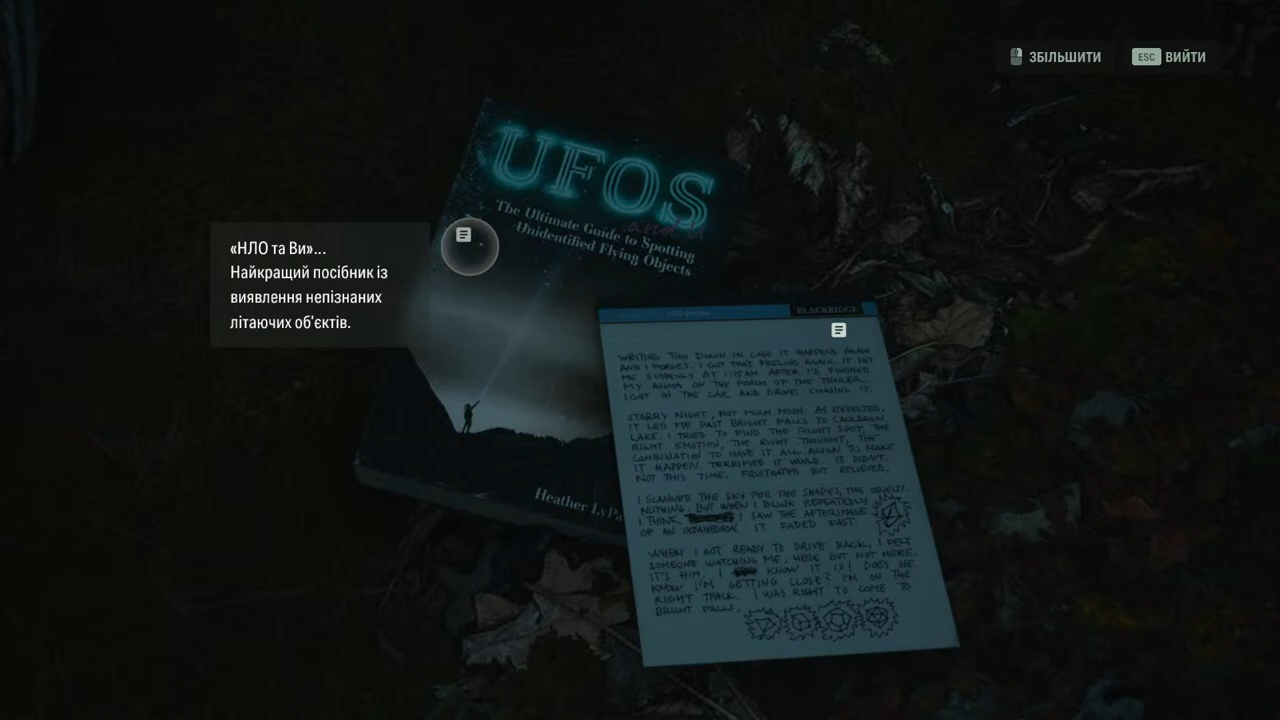 ЗБІЛЬШИТИ
ESC ВИЙТИ
UFOS
and U
The Ultimate Guide to Spotting
Unidentified Flying Objects
«НЛО та Ви»...
Найкращий посібник із
виявлення непізнаних
літаючих об'єктів.
Heather LyPa
BLACKRIDGE
WRITING THIS DOWN IN CASE IT HAPPENS AGAIN
AND I FORGET. I GOT THAT FEELING AGAIN. IT HIT
ME SUDDENLY AT 1:15 AM AFTER I'D FINISHED
MY AHMA ON THE PORCH OF THE TRAILER.
I GOT IN THE CAR AND DROVE, CHASING IT.
STARRY NIGHT, NOT MUCH MOON. AS EXPECTED,
IT LED ME PAST BRIGHT FALLS TO CAULDRON
LAKE. I TRIED TO FIND THE RIGHT SPOT, THE
RIGHT EMOTION, THE RIGHT THOUGHT, THE
COMBINATION TO HAVE IT ALL ALIGN TO MAKE
IT HAPPEN. TERRIFIED IT WOULD. IT DIDN'T.
NOT THIS TIME. FRUSTRATED BUT RELIEVED.
I SCANNED THE SKY FOR THE SHAPES, THE OBJECTS.
NOTHING. BUT WHEN I BLINK REPEATEDLY
I THINK I SAW THE AFTERIMAGE
OF AN OCTAHEDRON. IT FADED FAST.
WHEN I GOT READY TO DRIVE BACK, I FELT
SOMEONE WATCHING ME, HERE BUT NOT HERE.
IT'S HIM. I KNOW IT IS! DOES HE
KNOW I'M GETTING CLOSE? I'M ON THE
RIGHT TRACK. I WAS RIGHT TO COME TO
BRIGHT FALLS.